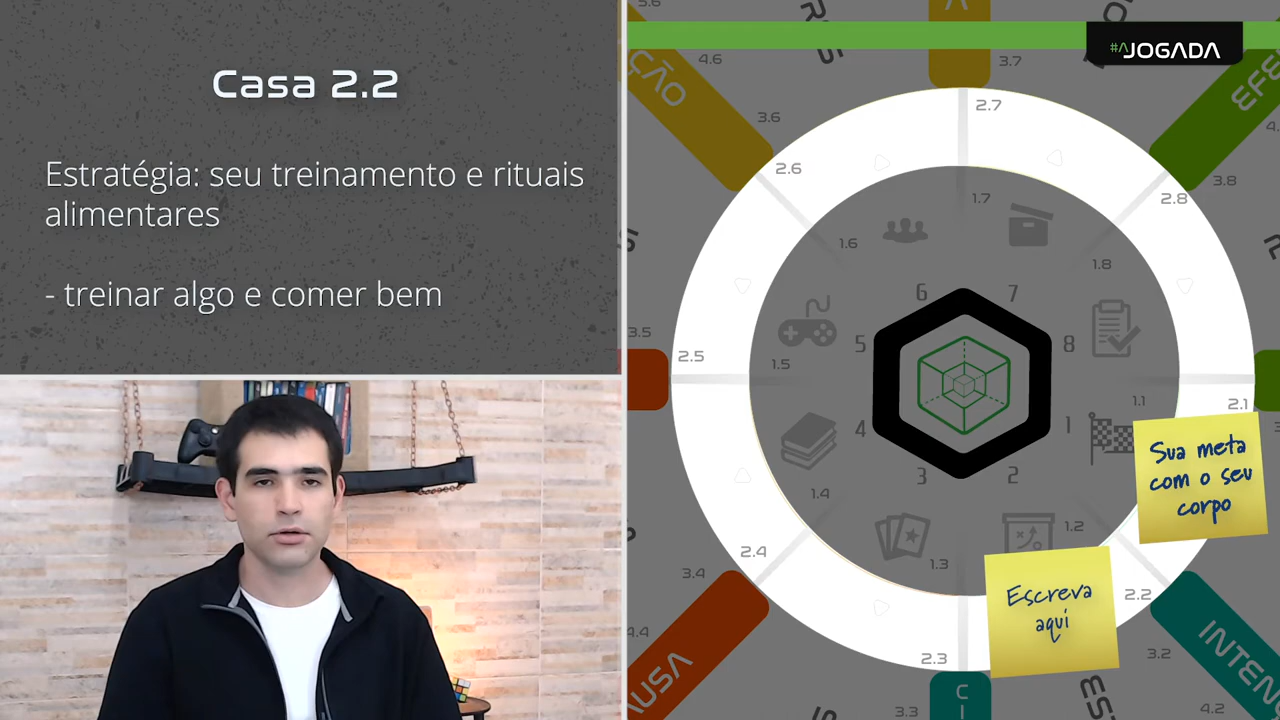 Casa 2.2
Estratégia: seu treinamento e rituais
alimentares
- treinar algo e comer bem
#AJOGADA
4.6
3.7
ÇÃO
EFE
3.6
2.7
3.8
2.6
2.8
1.7
1.6
1.8
6
7
3.5
2.5
5
8
1.5
1.1
2.1
4
1
Sua meta
com o seu
corpo
3
2
1.4
1.2
2.4
1.3
3.4
Escreva
aqui
2.2
4.4
2.3
3.2
INTEN
USA
C
I
3.3
4.2